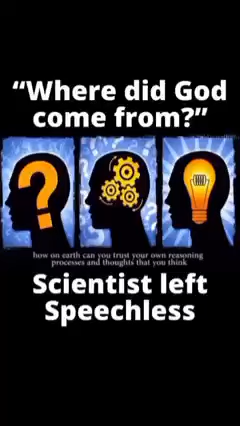 “Where did God
come from?”
how on earth can you trust your own reasoning
processes and thoughts that you think
Scientist left
Speechless